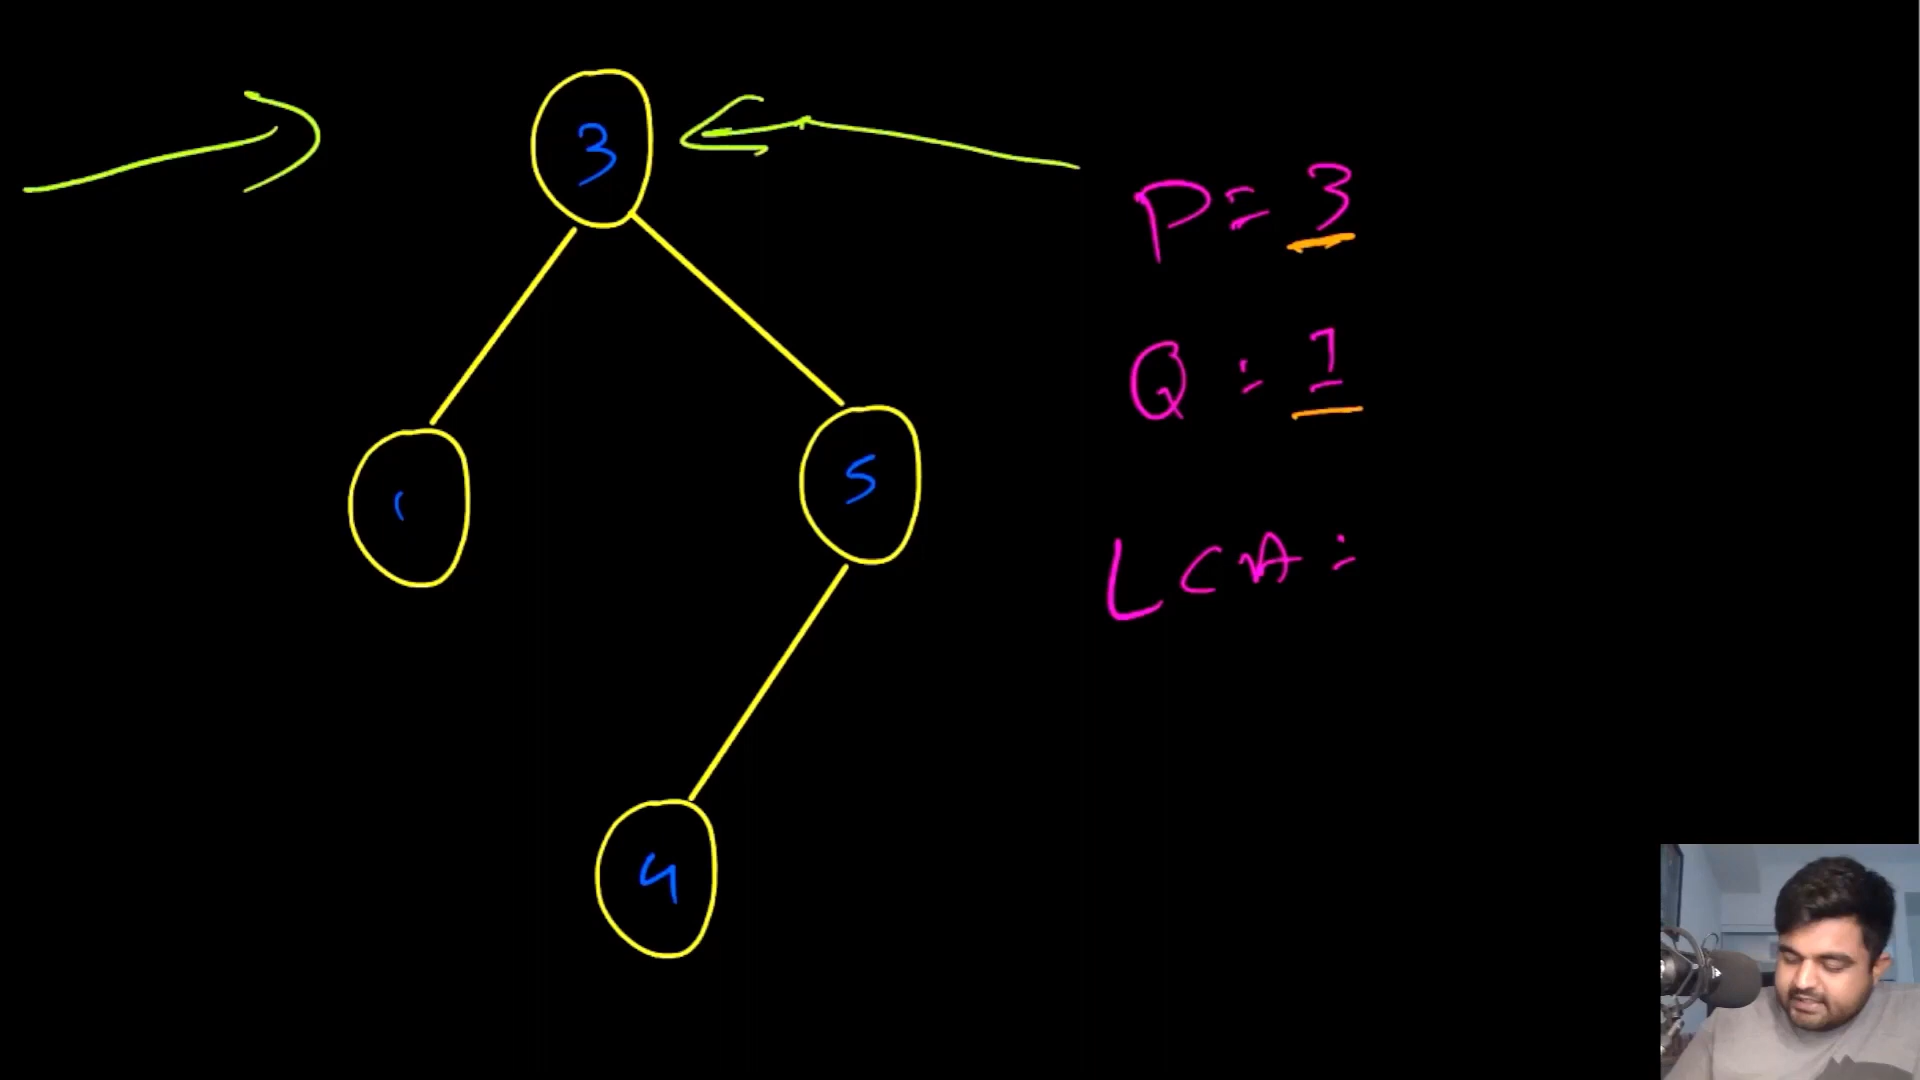 3
P = 3
Q = 1
1
5
LCA =
4